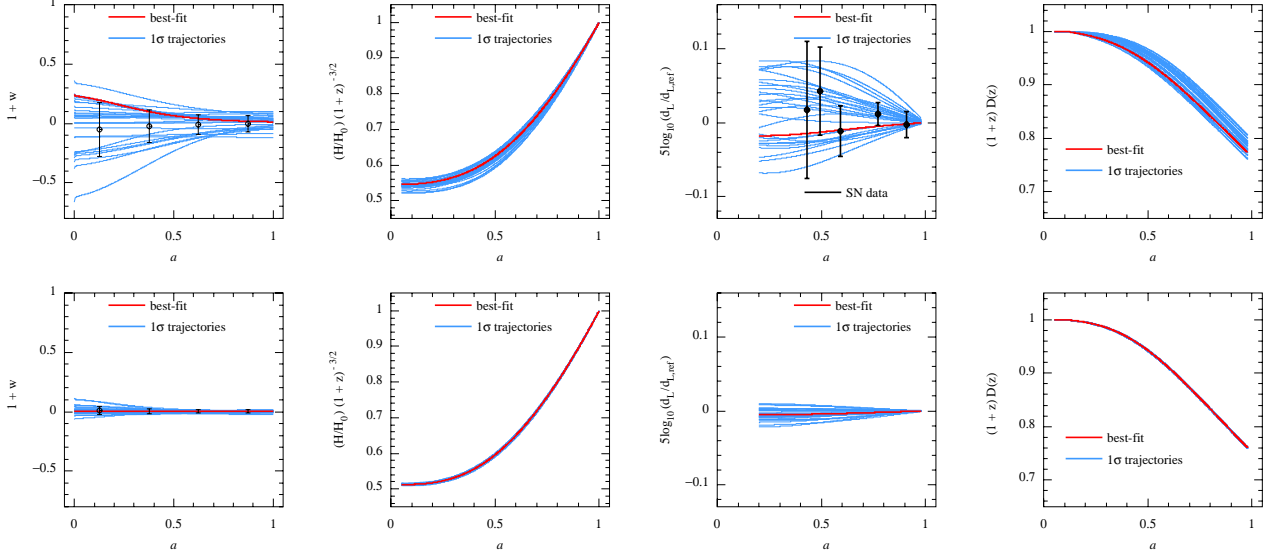 best-fit
1σ trajectories
1
0.5
0
−0.5
1 + w
0
0.5
1
a
best-fit
1σ trajectories
1
0.9
0.8
0.7
0.6
0.5
(H/H0) (1 + z)^-3/2
0
0.5
1
a
best-fit
1σ trajectories
SN data
0.1
0
−0.1
5log10(dL/dL,ref)
0
0.5
1
a
best-fit
1σ trajectories
1
0.9
0.8
0.7
(1 + z) D(z)
0
0.5
1
a
best-fit
1σ trajectories
1
0.5
0
−0.5
1 + w
0
0.5
1
a
best-fit
1σ trajectories
1
0.9
0.8
0.7
0.6
0.5
(H/H0) (1 + z)^-3/2
0
0.5
1
a
best-fit
1σ trajectories
0.1
0
−0.1
5log10(dL/dL,ref)
0
0.5
1
a
best-fit
1σ trajectories
1
0.9
0.8
0.7
(1 + z) D(z)
0
0.5
1
a